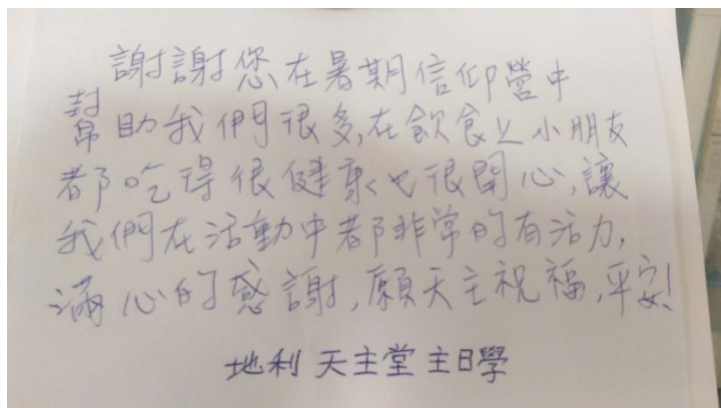 謝謝您在暑期信仰營中
幫助我們很多,在飲食上小朋友
都吃得很健康也很開心,讓
我們在活動中都非常的有活力,
滿心的感謝,願天主祝福,平安!
地利 天主堂 主日學